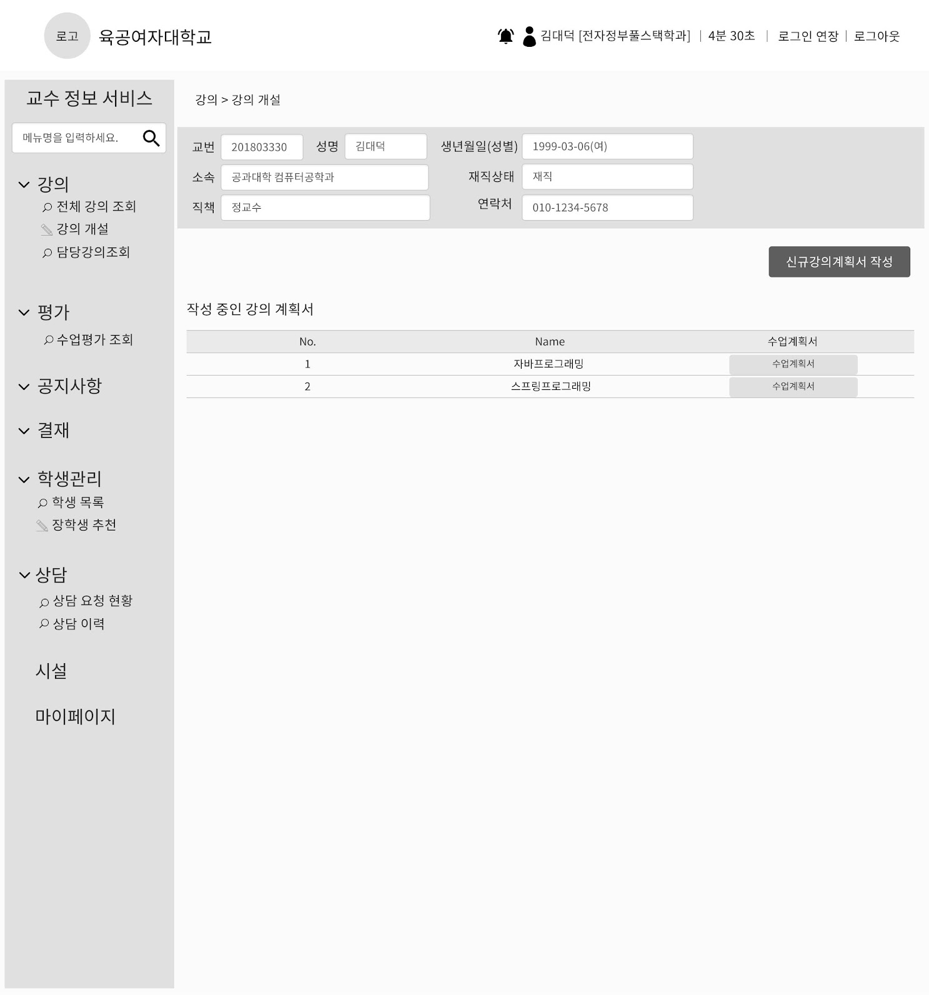 로고 육공여자대학교 김대덕 [전자정부풀스택학과] | 4분 30초 | 로그인 연장 | 로그아웃
교수 정보 서비스
메뉴명을 입력하세요.
강의
전체 강의 조회
강의 개설
담당강의조회
평가
수업평가 조회
공지사항
결재
학생관리
학생 목록
장학생 추천
상담
상담 요청 현황
상담 이력
시설
마이페이지
강의 > 강의 개설
교번 201803330 성명 김대덕 생년월일(성별) 1999-03-06(여)
소속 공과대학 컴퓨터공학과 재직상태 재직
직책 정교수 연락처 010-1234-5678
신규강의계획서 작성
작성 중인 강의 계획서
No. Name 수업계획서
1 자바프로그래밍 수업계획서
2 스프링프로그래밍 수업계획서